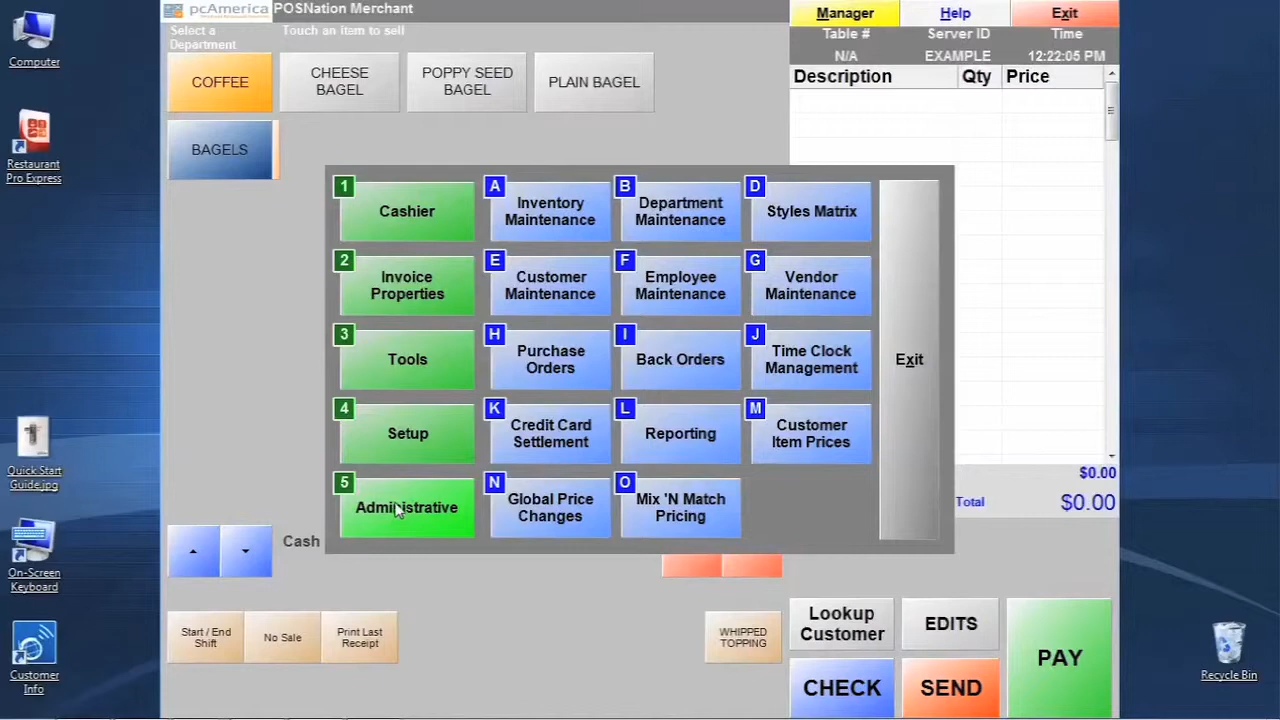 Computer
Restaurant
Pro Express
Quick Start
Guide.jpg
On-Screen
Keyboard
Customer
Info
Recycle Bin
pcAmerica
POSNation Merchant
Select a
Department
Touch an item to sell
Manager
Help
Exit
Table #
Server ID
Time
N/A
EXAMPLE
12:22:05 PM
COFFEE
CHEESE
BAGEL
POPPY SEED
BAGEL
PLAIN BAGEL
BAGELS
Description
Qty
Price
1
Cashier
A
Inventory
Maintenance
B
Department
Maintenance
D
Styles Matrix
2
Invoice
Properties
E
Customer
Maintenance
F
Employee
Maintenance
G
Vendor
Maintenance
3
Tools
H
Purchase
Orders
I
Back Orders
J
Time Clock
Management
Exit
4
Setup
K
Credit Card
Settlement
L
Reporting
M
Customer
Item Prices
5
Administrative
N
Global Price
Changes
O
Mix 'N Match
Pricing
$0.00
Total
$0.00
Cash
Start / End
Shift
No Sale
Print Last
Receipt
WHIPPED
TOPPING
Lookup
Customer
EDITS
PAY
CHECK
SEND